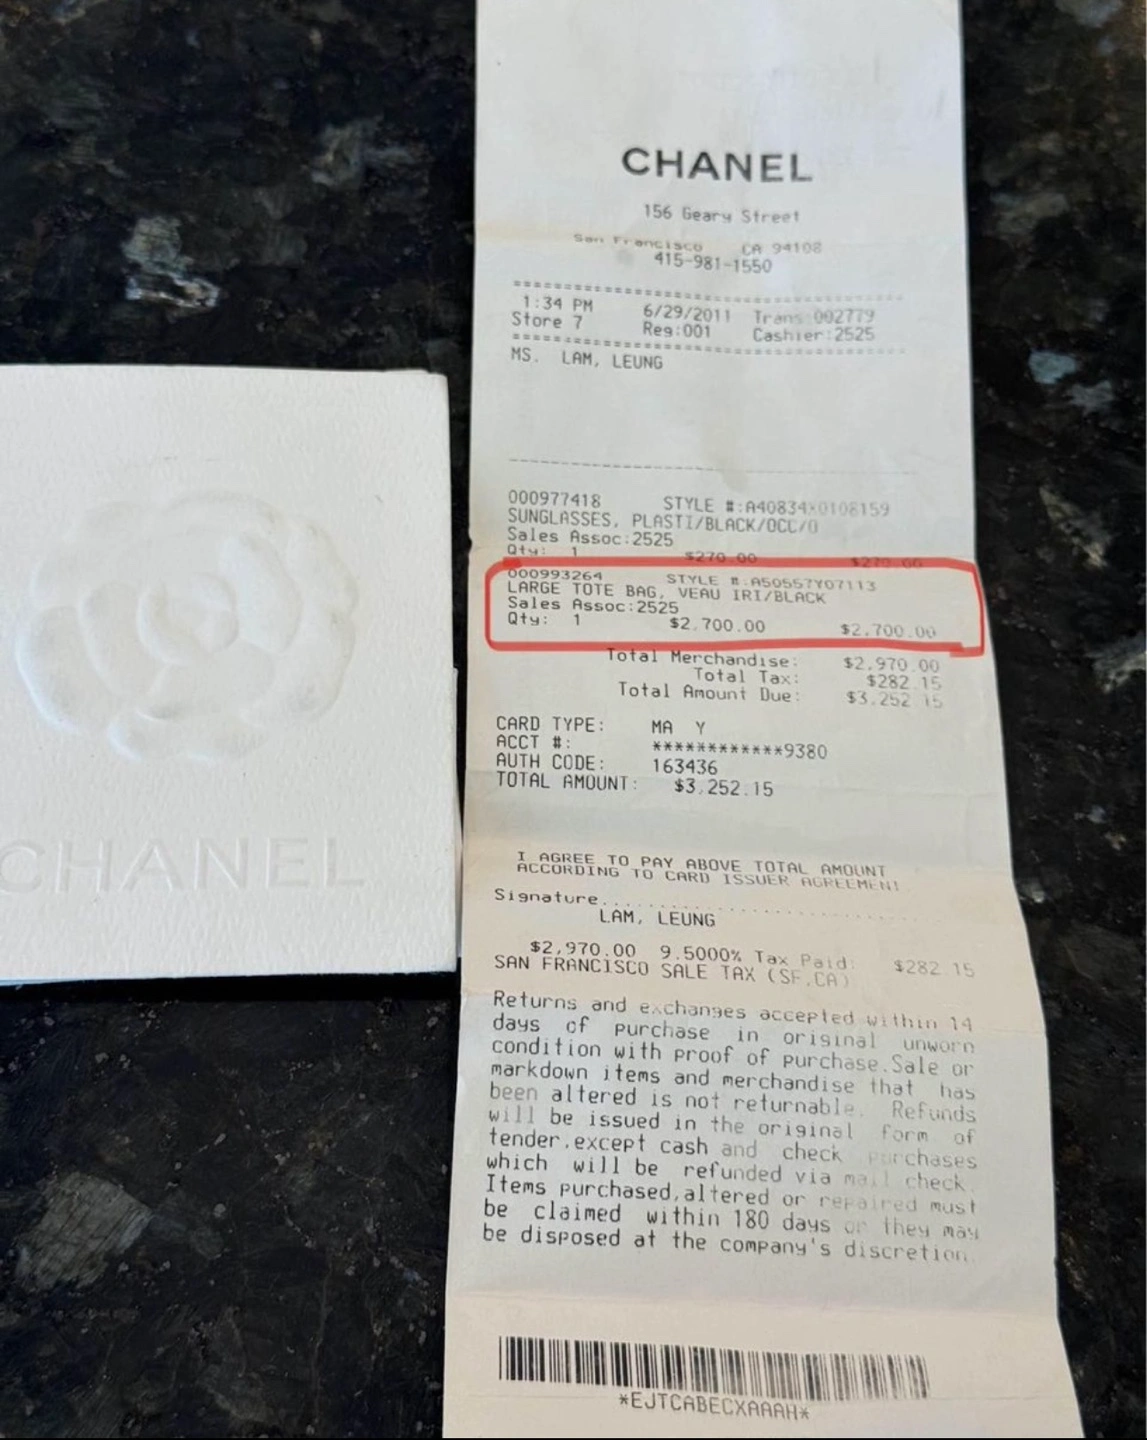 CHANEL
156 Geary Street
San Francisco CA 94108
415-981-1550
1:34 PM 6/29/2011 Trans:002779
Store 7 Reg:001 Cashier:2525
MS. LAM, LEUNG
000977418 STYLE #:A40834X0108159
SUNGLASSES, PLASTI/BLACK/OCC/0
Sales Assoc:2525
Qty: 1 $270.00 $270.00
000993264 STYLE #:A50557Y07113
LARGE TOTE BAG, VEAU IRI/BLACK
Sales Assoc:2525
Qty: 1 $2,700.00 $2,700.00
Total Merchandise: $2,970.00
Total Tax: $282.15
Total Amount Due: $3,252.15
CARD TYPE: MA Y
ACCT #: ************9380
AUTH CODE: 163436
TOTAL AMOUNT: $3,252.15
I AGREE TO PAY ABOVE TOTAL AMOUNT
ACCORDING TO CARD ISSUER AGREEMENT
Signature..............................
LAM, LEUNG
$2,970.00 9.5000% Tax Paid: $282.15
SAN FRANCISCO SALE TAX (SF,CA)
Returns and exchanges accepted within 14
days of purchase in original unworn
condition with proof of purchase.Sale or
markdown items and merchandise that has
been altered is not returnable. Refunds
will be issued in the original form of
tender,except cash and check purchases
which will be refunded via mail check.
Items purchased,altered or repaired must
be claimed within 180 days or they may
be disposed at the company's discretion.
*EJTCABECXAAAH*
CHANEL